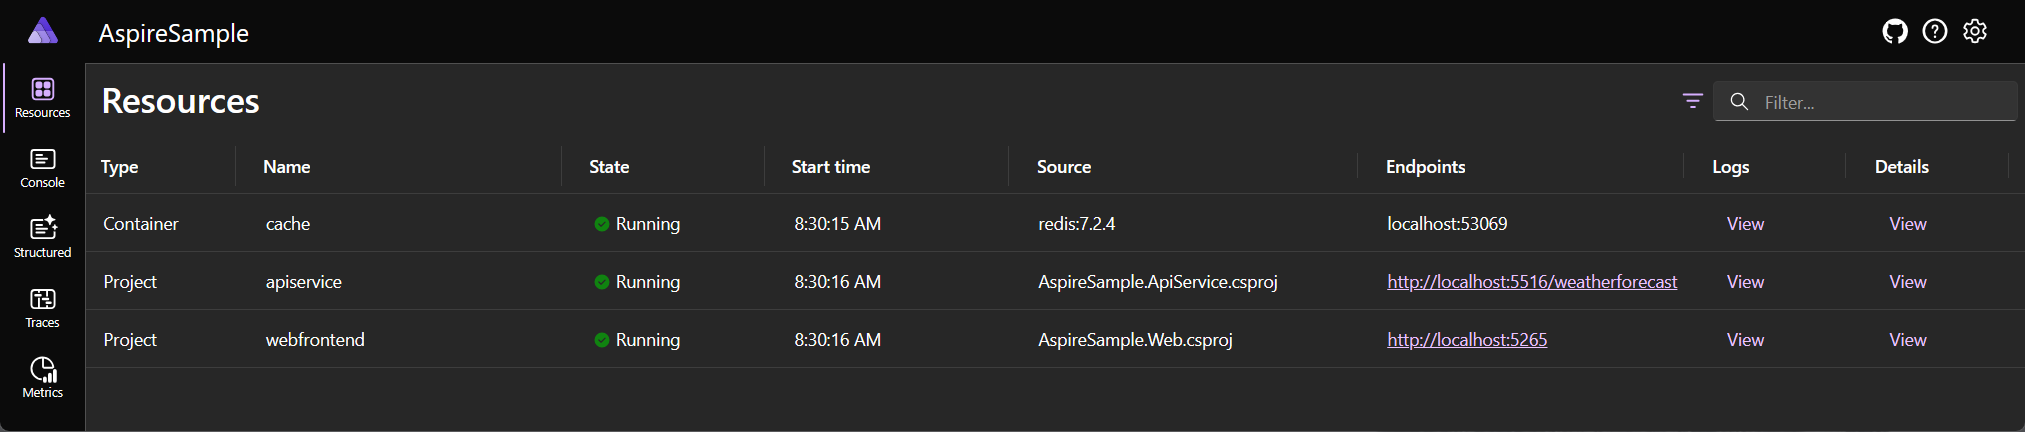 AspireSample
Resources
Console
Structured
Traces
Metrics
Resources
Filter...
Type Name State Start time Source Endpoints Logs Details
Container cache Running 8:30:15 AM redis:7.2.4 localhost:53069 View View
Project apiservice Running 8:30:16 AM AspireSample.ApiService.csproj http://localhost:5516/weatherforecast View View
Project webfrontend Running 8:30:16 AM AspireSample.Web.csproj http://localhost:5265 View View